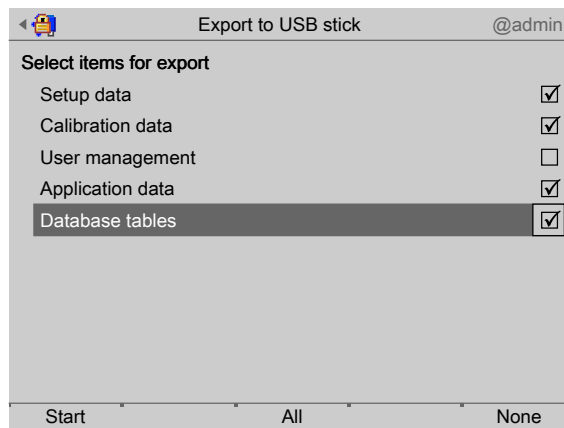 Export to USB stick @admin
Select items for export
Setup data
Calibration data
User management
Application data
Database tables
Start All None